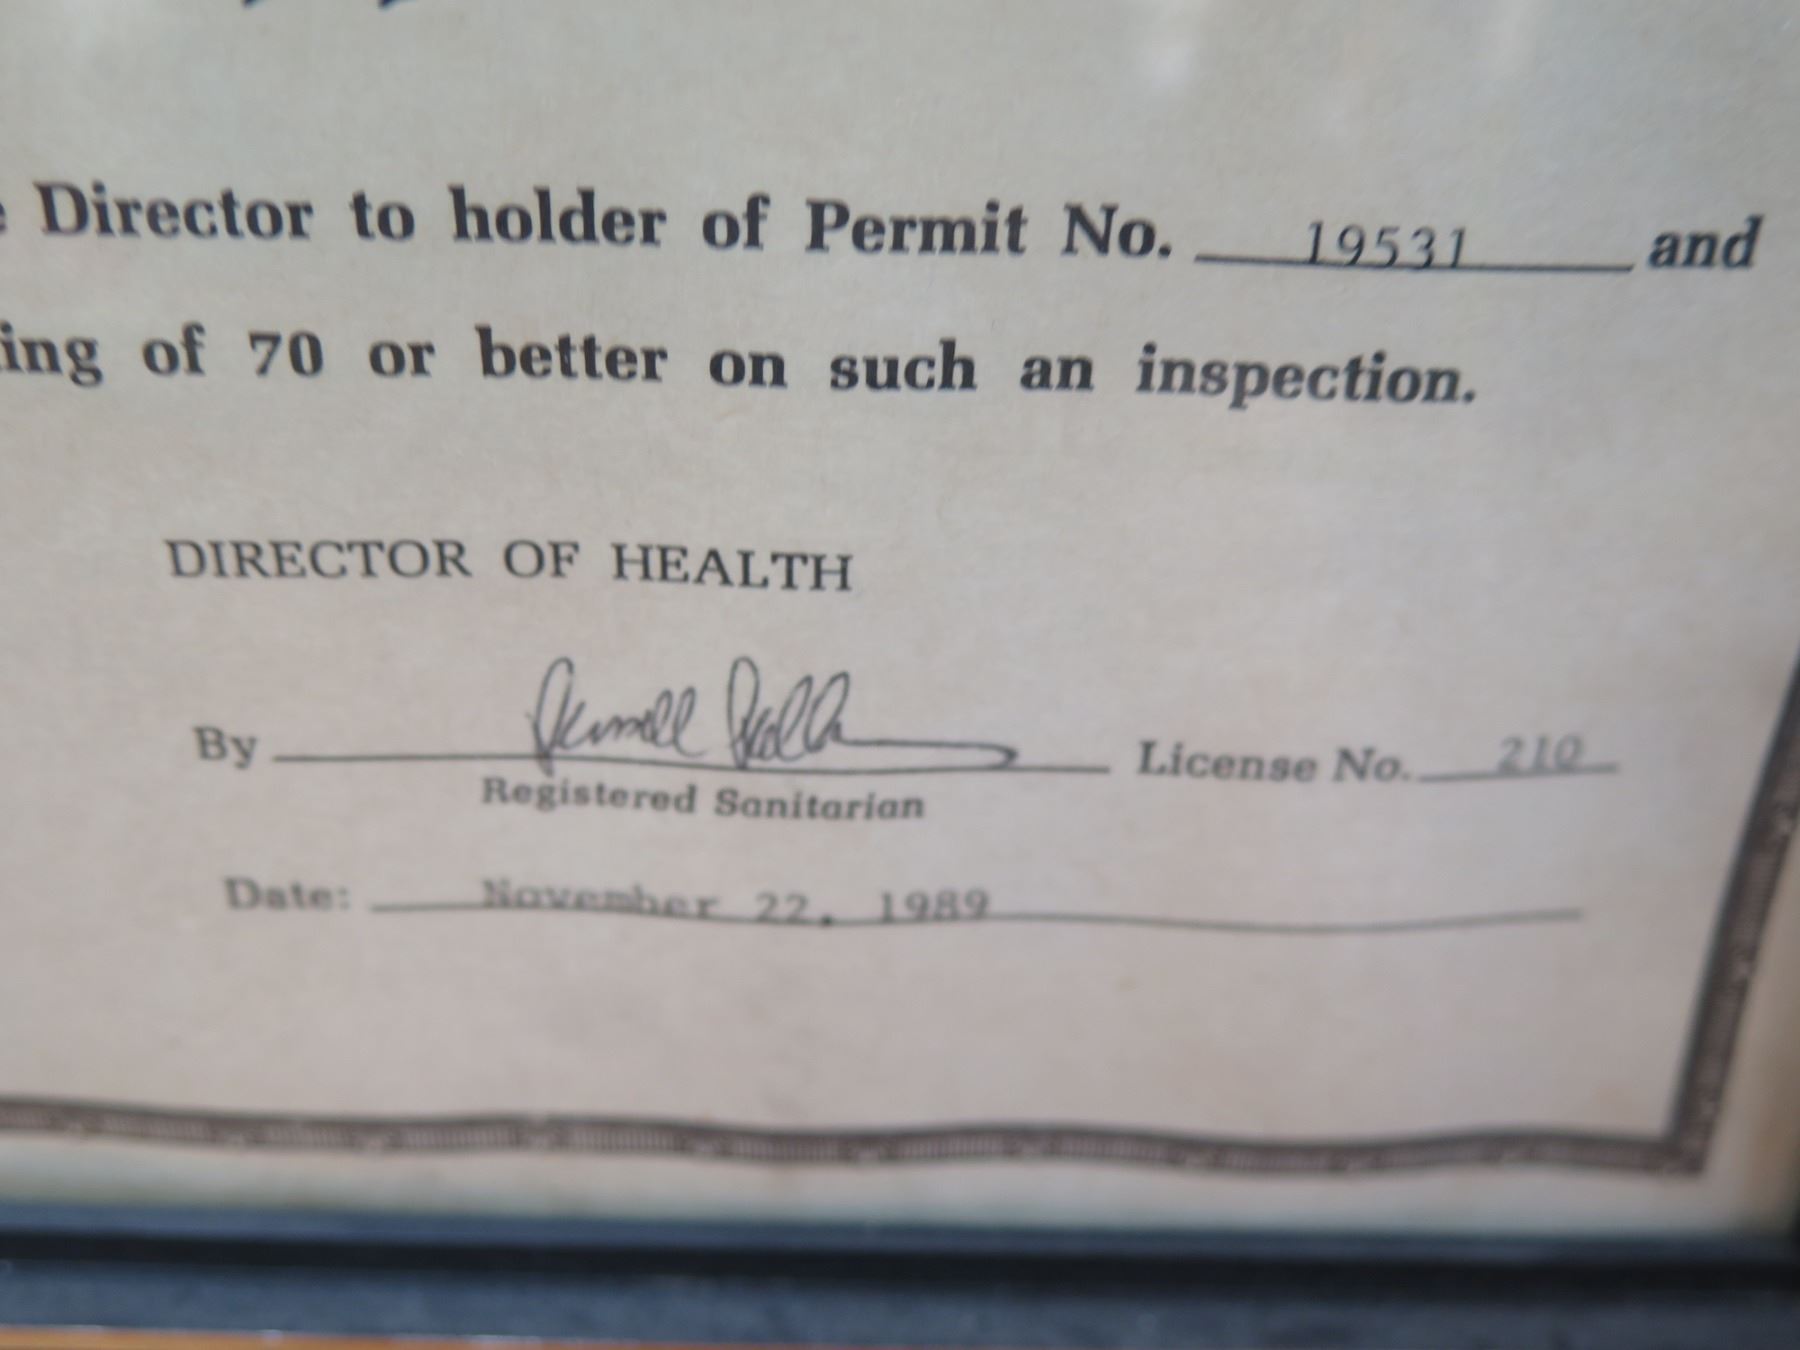 Director to holder of Permit No. 19531 and
ing of 70 or better on such an inspection.
DIRECTOR OF HEALTH
By License No. 210
Registered Sanitarian
Date: November 22, 1989